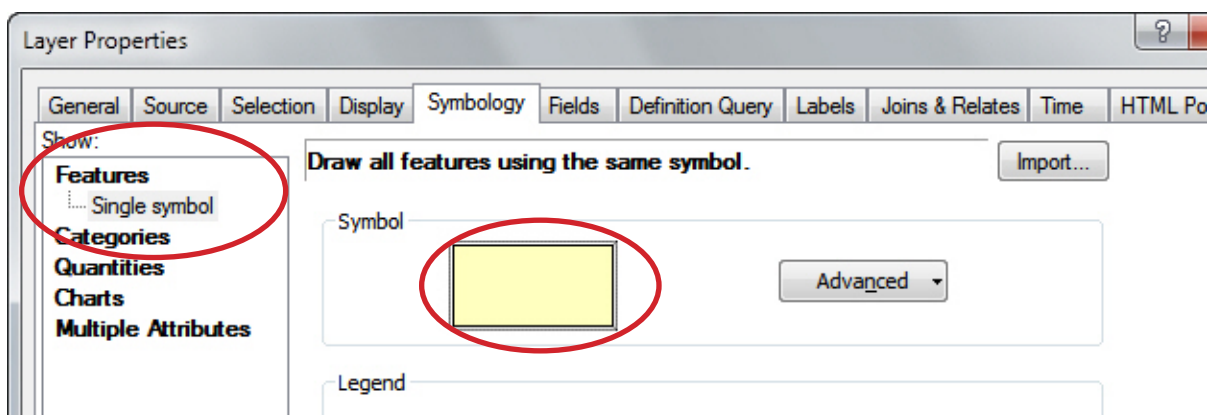 Layer Properties
?
General Source Selection Display Symbology Fields Definition Query Labels Joins & Relates Time HTML Po
Show:
Features
Single symbol
Categories
Quantities
Charts
Multiple Attributes
Draw all features using the same symbol.
Import...
Symbol
Advanced
Legend